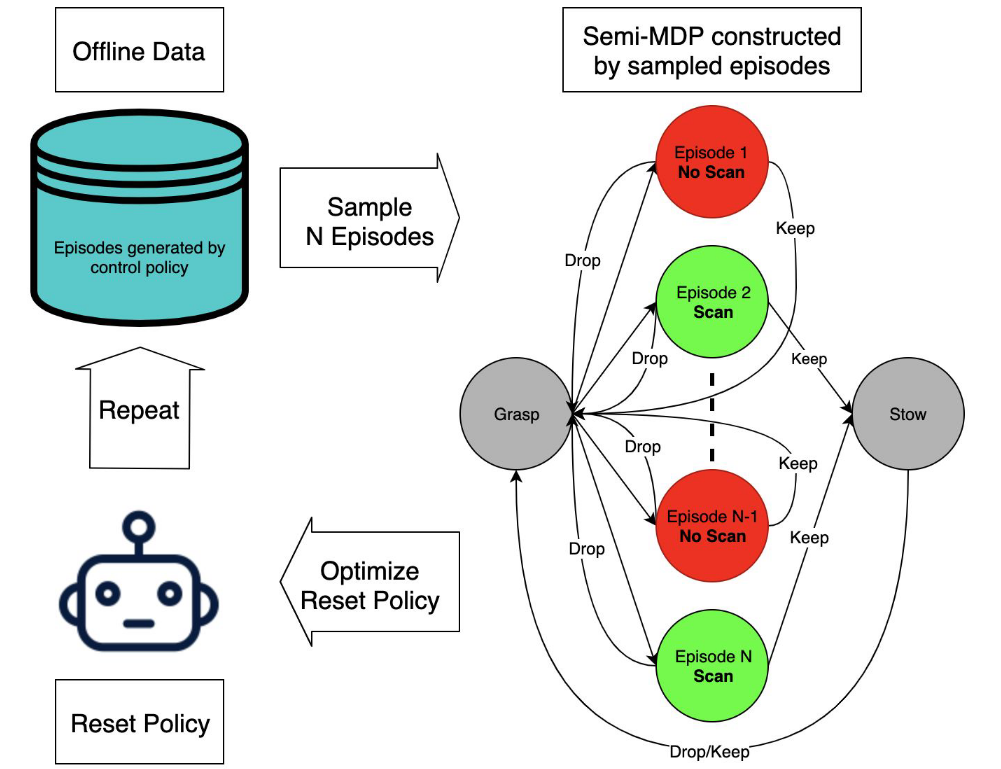 Offline Data
Semi-MDP constructed
by sampled episodes
Episodes generated by
control policy
Sample
N Episodes
Episode 1
No Scan
Keep
Drop
Episode 2
Scan
Drop
Keep
Grasp
Stow
Drop
Keep
Episode N-1
No Scan
Drop
Keep
Episode N
Scan
Drop/Keep
Repeat
Optimize
Reset Policy
Reset Policy